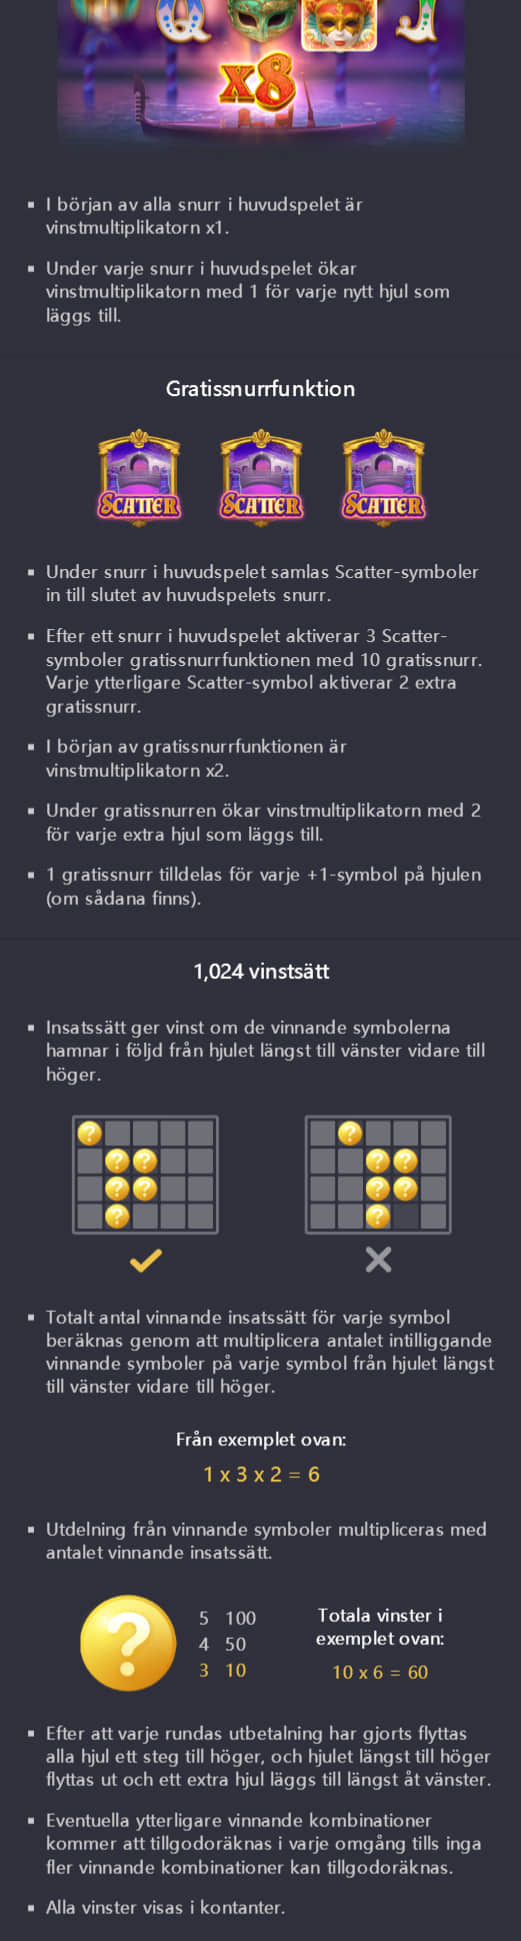 Q
J
x8
I början av alla snurr i huvudspelet är
vinstmultiplikatorn x1.
Under varje snurr i huvudspelet ökar
vinstmultiplikatorn med 1 för varje nytt hjul som
läggs till.
Gratissnurrfunktion
SCATTER SCATTER SCATTER
Under snurr i huvudspelet samlas Scatter-symboler
in till slutet av huvudspelets snurr.
Efter ett snurr i huvudspelet aktiverar 3 Scatter-
symboler gratissnurrfunktionen med 10 gratissnurr.
Varje ytterligare Scatter-symbol aktiverar 2 extra
gratissnurr.
I början av gratissnurrfunktionen är
vinstmultiplikatorn x2.
Under gratissnurren ökar vinstmultiplikatorn med 2
för varje extra hjul som läggs till.
1 gratissnurr tilldelas för varje +1-symbol på hjulen
(om sådana finns).
1,024 vinstsätt
Insatssätt ger vinst om de vinnande symbolerna
hamnar i följd från hjulet längst till vänster vidare till
höger.
? ?
? ? ? ?
? ? ? ?
? ?
Totalt antal vinnande insatssätt för varje symbol
beräknas genom att multiplicera antalet intilliggande
vinnande symboler på varje symbol från hjulet längst
till vänster vidare till höger.
Från exemplet ovan:
1 x 3 x 2 = 6
Utdelning från vinnande symboler multipliceras med
antalet vinnande insatssätt.
?
5 100
4 50
3 10
Totala vinster i
exemplet ovan:
10 x 6 = 60
Efter att varje rundas utbetalning har gjorts flyttas
alla hjul ett steg till höger, och hjulet längst till höger
flyttas ut och ett extra hjul läggs till längst åt vänster.
Eventuella ytterligare vinnande kombinationer
kommer att tillgodoräknas i varje omgång tills inga
fler vinnande kombinationer kan tillgodoräknas.
Alla vinster visas i kontanter.